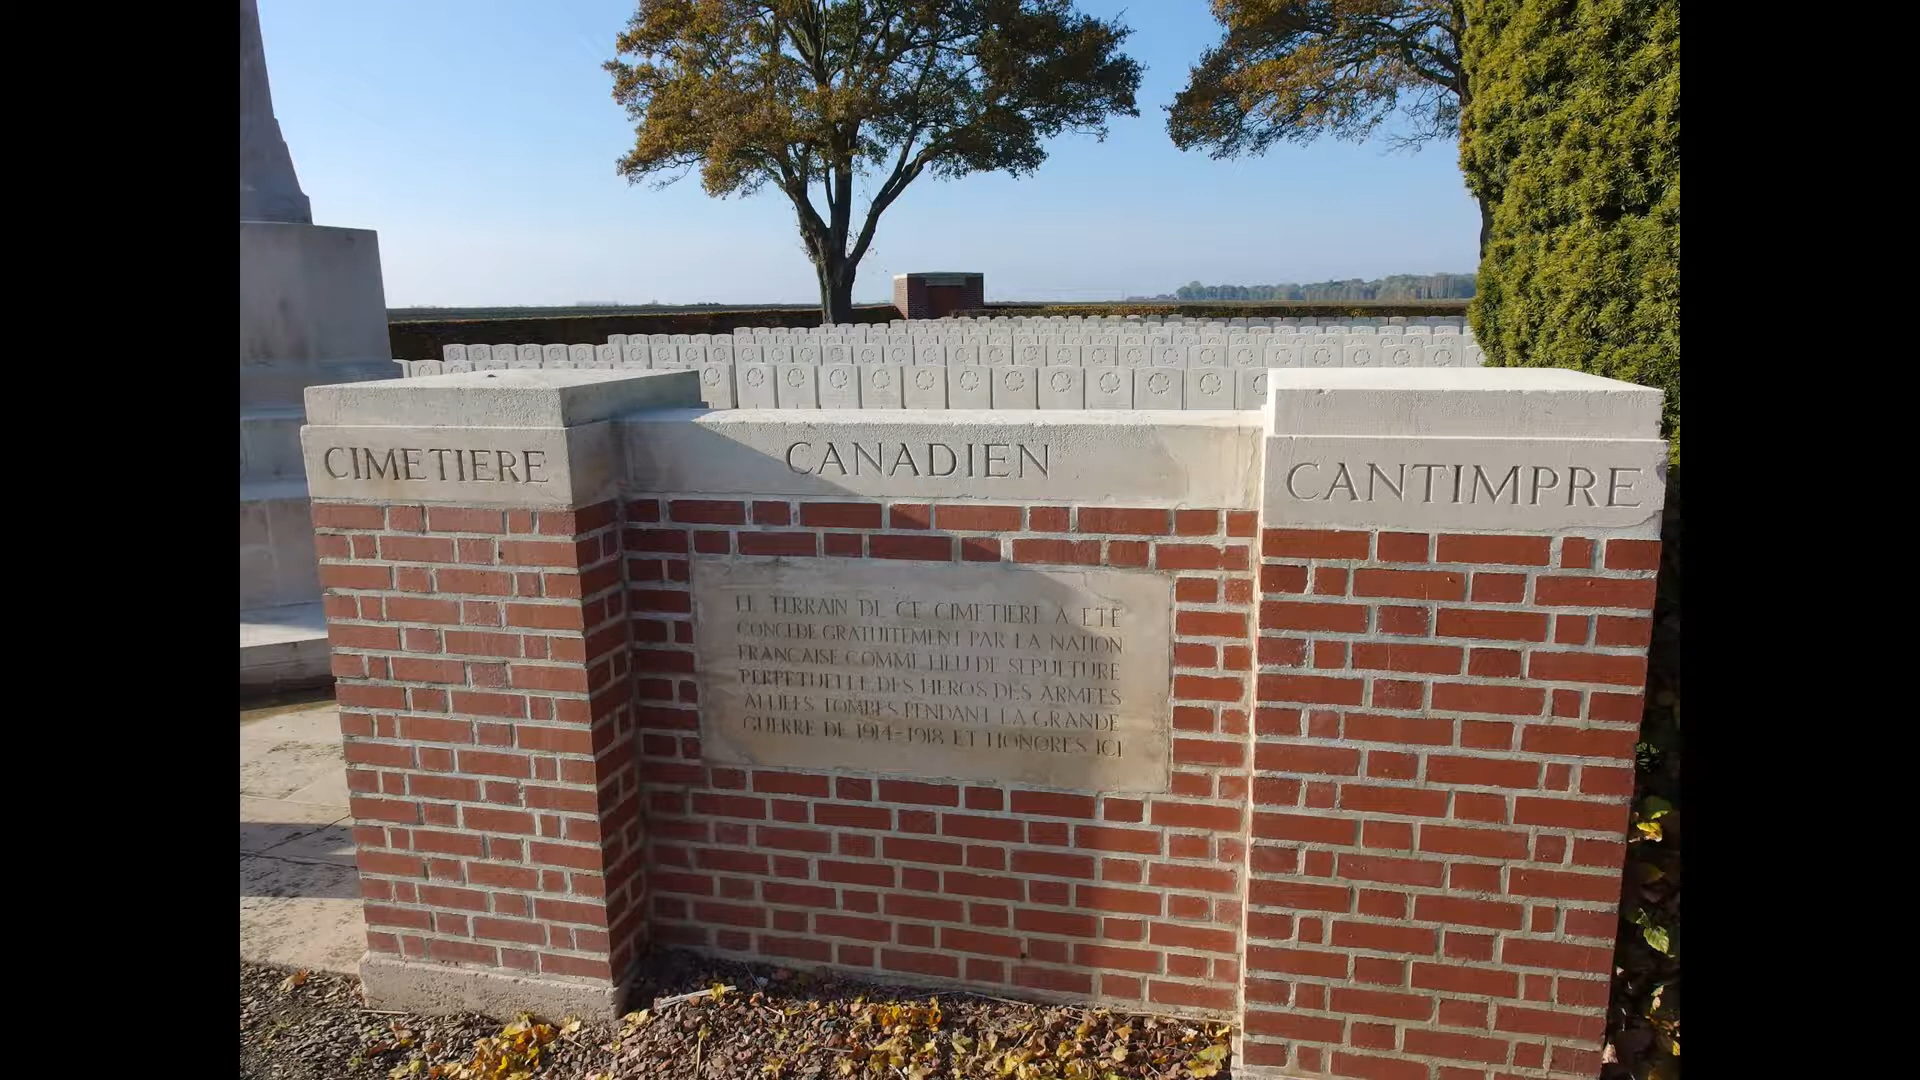 CIMETIERE CANADIEN CANTIMPRE
LE TERRAIN DE CE CIMETIERE A ETE
CONCEDE GRATUITEMENT PAR LA NATION
FRANCAISE COMME LIEU DE SEPULTURE
PERPETUELLE DES HEROS DES ARMEES
ALLIEES TOMBES PENDANT LA GRANDE
GUERRE DE 1914-1918 ET HONORES ICI